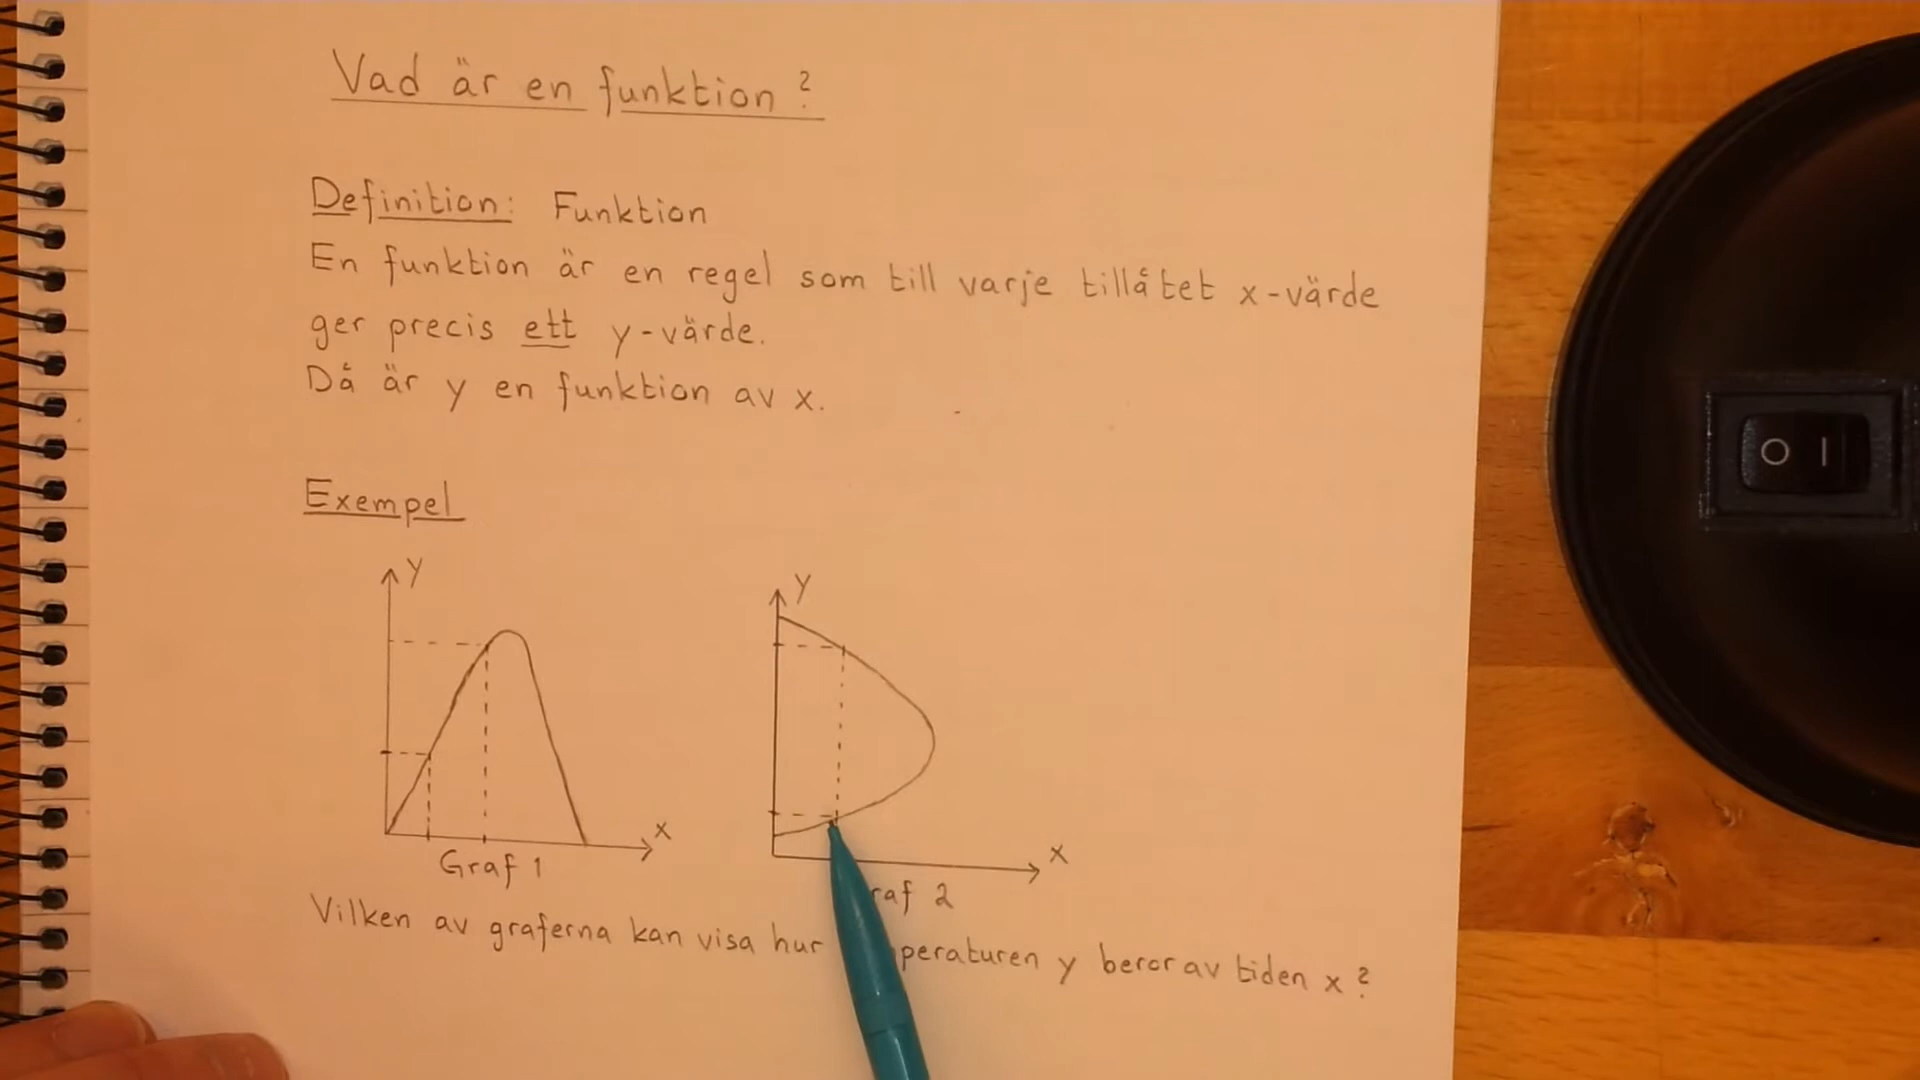 Vad är en funktion?
Definition: Funktion
En funktion är en regel som till varje tillåtet x-värde
ger precis ett y-värde.
Då är y en funktion av x.
Exempel
y
y
x
x
Graf 1
raf 2
Vilken av graferna kan visa hur peraturen y beror av tiden x?
O I